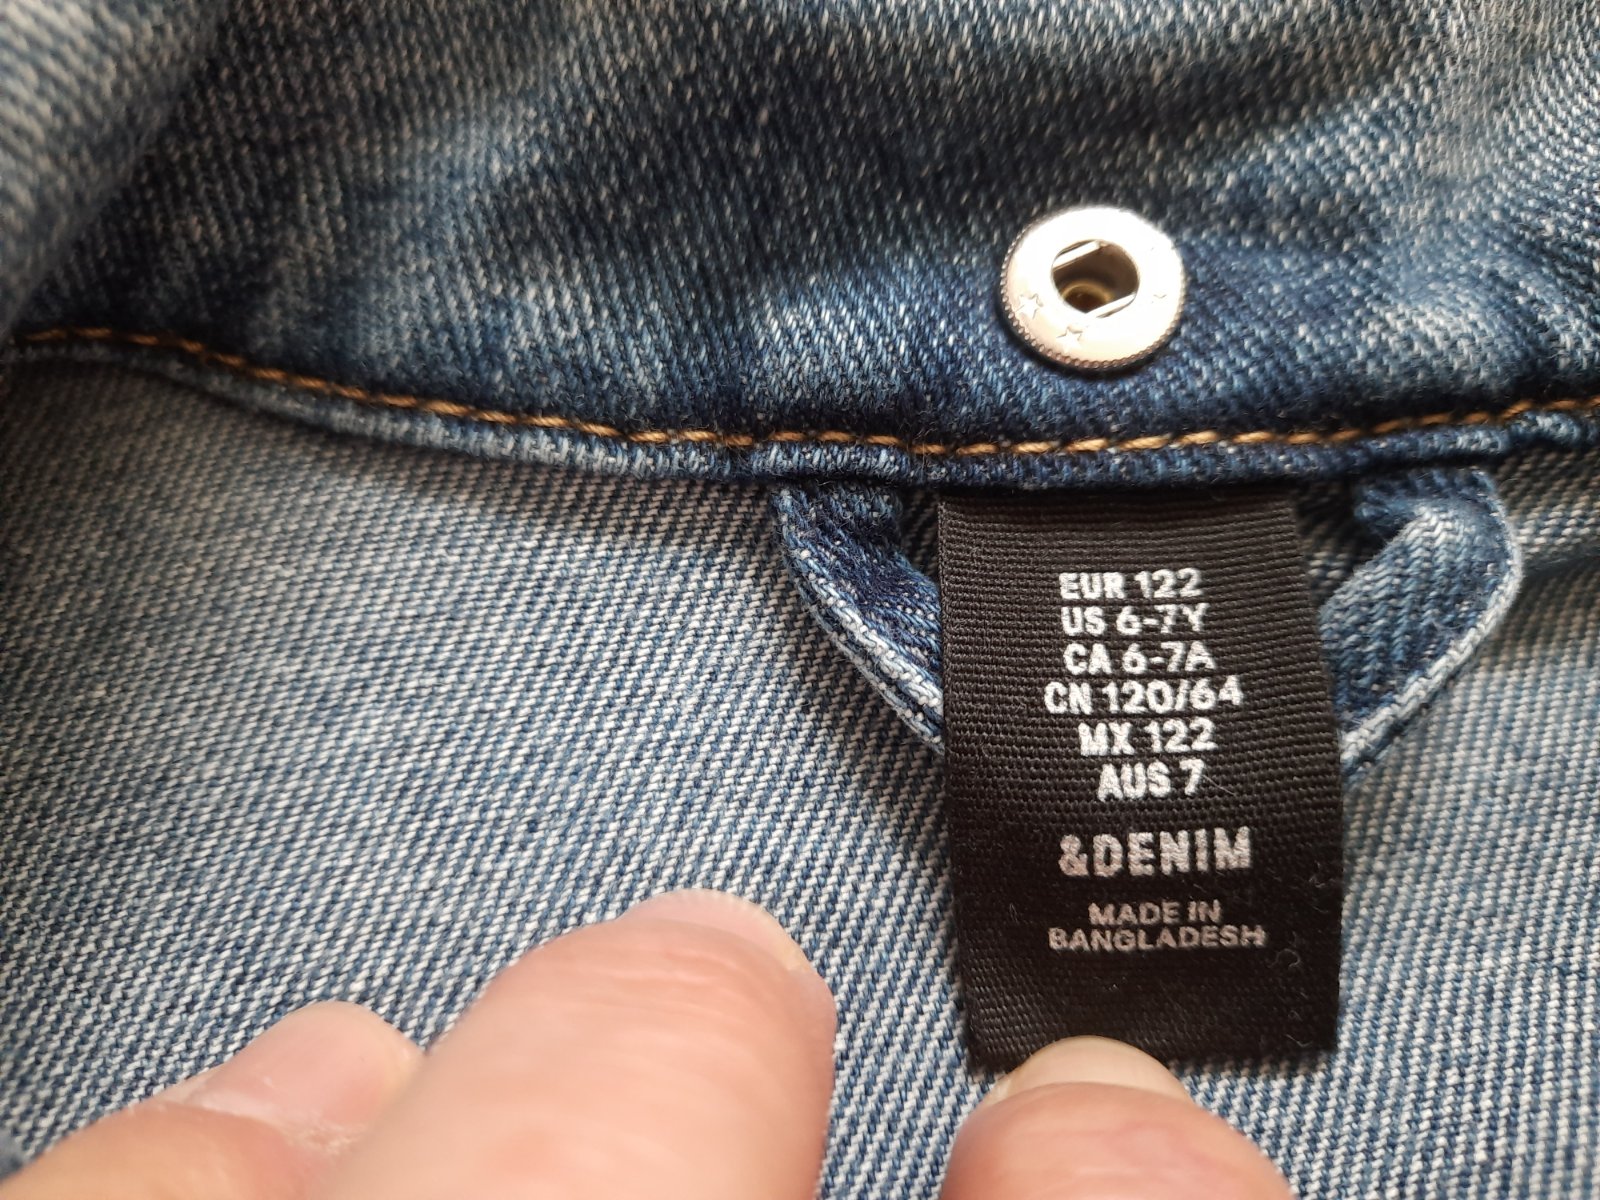 EUR 122
US 6-7Y
CA 6-7A
CN 120/64
MX 122
AUS 7
&DENIM
MADE IN
BANGLADESH